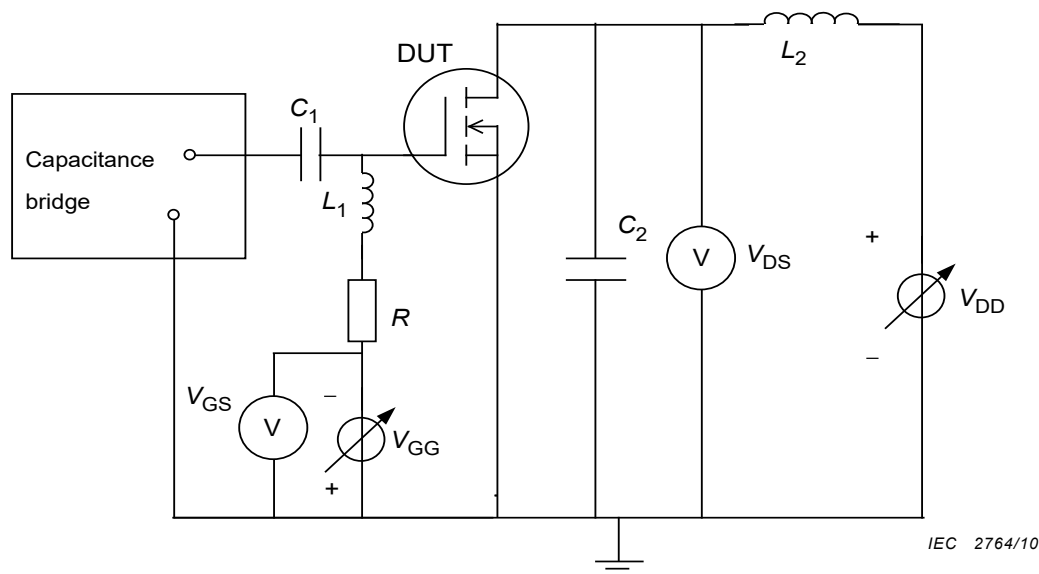 DUT
L2
C1
Capacitance
bridge
L1
C2
V
VDS
+
VDD
–
R
VGS
–
V
VGG
+
IEC 2764/10